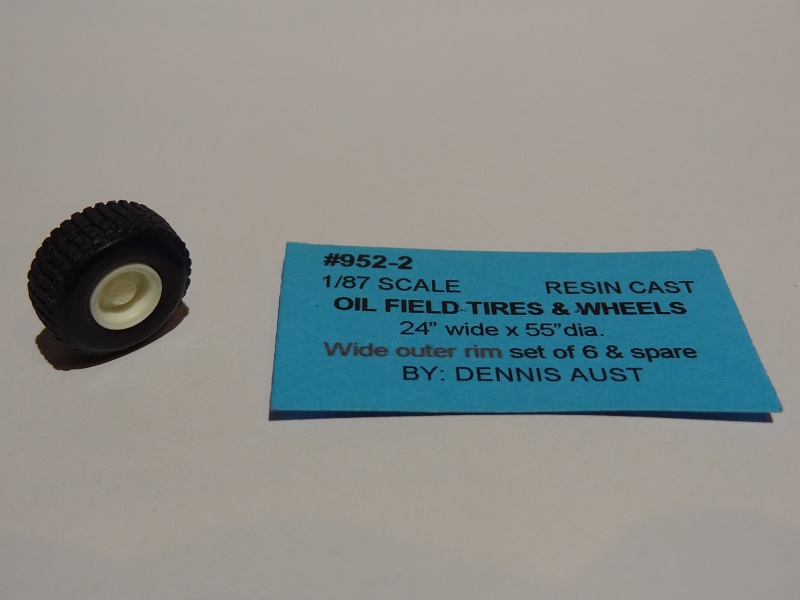 #952-2
1/87 SCALE RESIN CAST
OIL FIELD TIRES & WHEELS
24" wide x 55"dia.
Wide outer rim set of 6 & spare
BY: DENNIS AUST